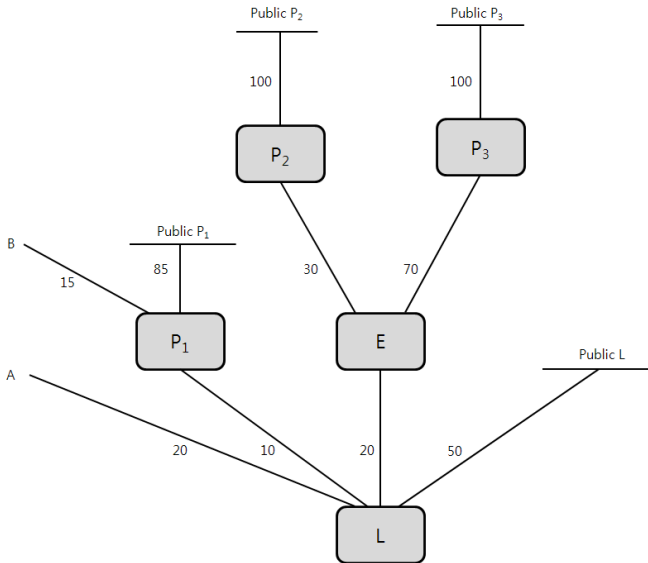 Public P₂
Public P₃
100
100
P₂
P₃
Public P₁
B
85
15
30
70
P₁
E
Public L
A
20
10
20
50
L